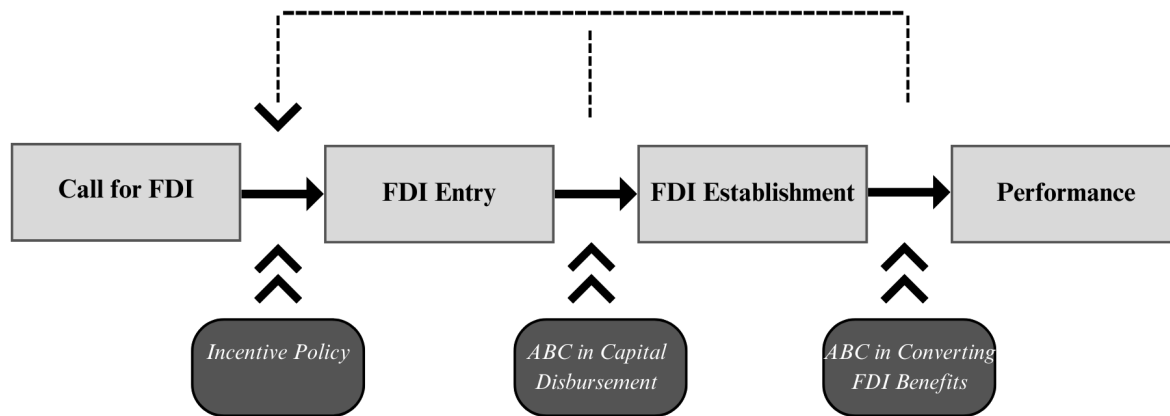 Call for FDI
FDI Entry
FDI Establishment
Performance
Incentive Policy
ABC in Capital
Disbursement
ABC in Converting
FDI Benefits